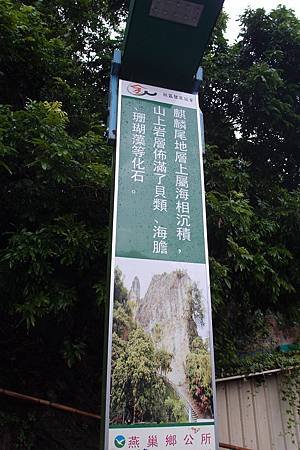 麒麟尾地層上屬海相沉積，
山上岩層佈滿了貝類、海膽
、珊瑚藻等化石。
燕巢鄉公所